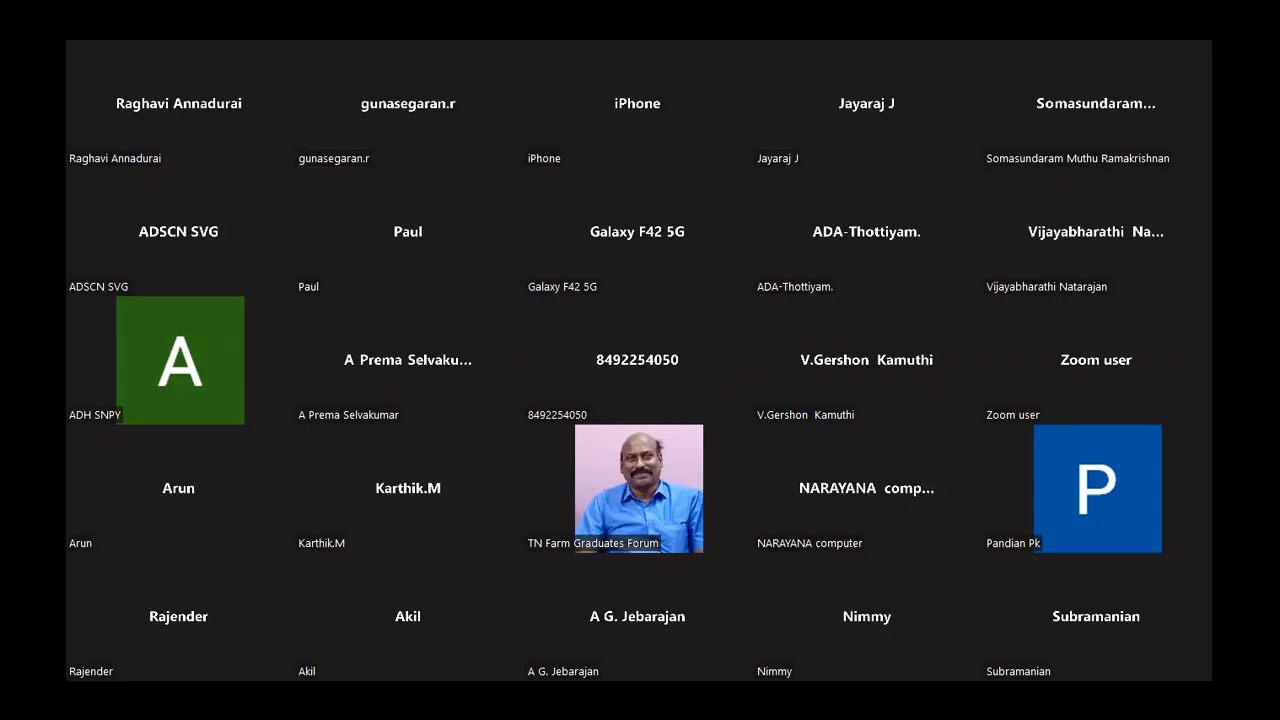 Raghavi Annadurai
gunasegaran.r
iPhone
Jayaraj J
Somasundaram...
Raghavi Annadurai
gunasegaran.r
iPhone
Jayaraj J
Somasundaram Muthu Ramakrishnan
ADSCN SVG
Paul
Galaxy F42 5G
ADA-Thottiyam.
Vijayabharathi Na...
ADSCN SVG
Paul
Galaxy F42 5G
ADA-Thottiyam.
Vijayabharathi Natarajan
A
A Prema Selvaku...
8492254050
V.Gershon Kamuthi
Zoom user
ADH SNPY
A Prema Selvakumar
8492254050
V.Gershon Kamuthi
Zoom user
Arun
Karthik.M
NARAYANA comp...
P
Arun
Karthik.M
TN Farm Graduates Forum
NARAYANA computer
Pandian Pk
Rajender
Akil
A G. Jebarajan
Nimmy
Subramanian
Rajender
Akil
A G. Jebarajan
Nimmy
Subramanian